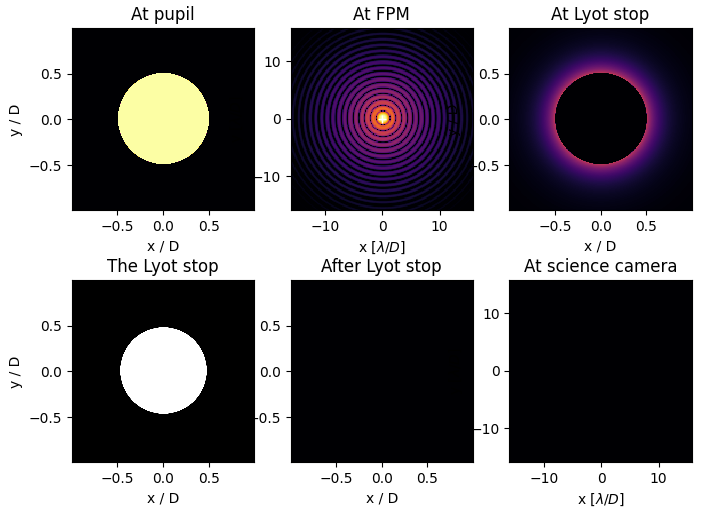 At pupil
At FPM
At Lyot stop
0.5
0.0
−0.5
y / D
10
0
−10
0.5
0.0
−0.5
−0.5 0.0 0.5
−10 0 10
−0.5 0.0 0.5
x / D
x [λ/D]
x / D
The Lyot stop
After Lyot stop
At science camera
0.5
0.0
−0.5
y / D
0.5
0.0
−0.5
10
0
−10
−0.5 0.0 0.5
−0.5 0.0 0.5
−10 0 10
x / D
x / D
x [λ/D]